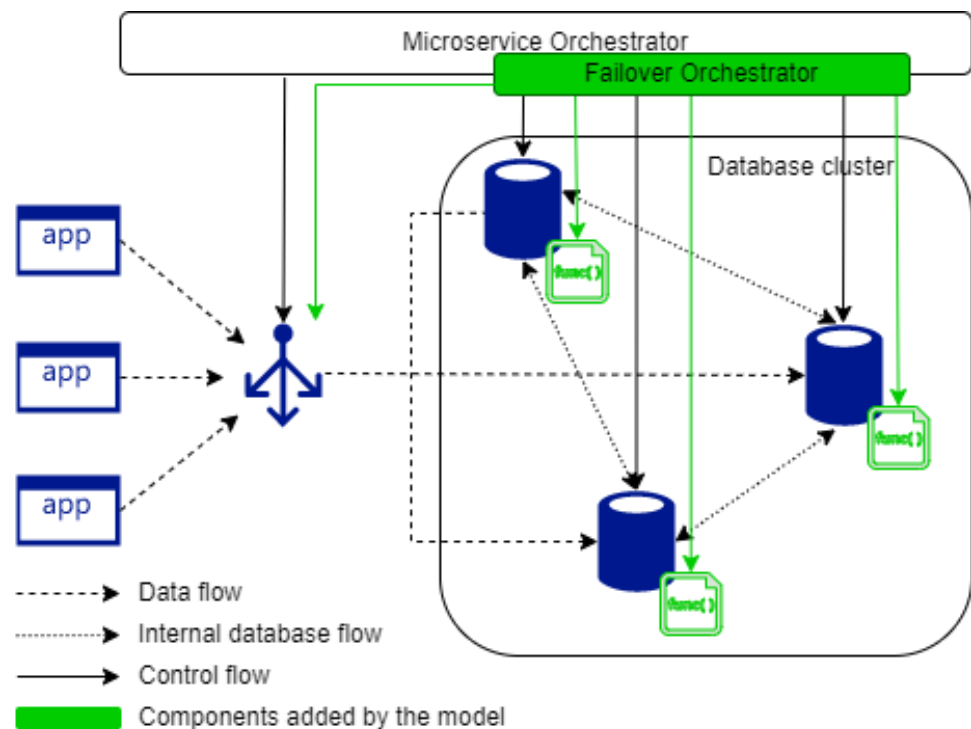 Microservice Orchestrator
Failover Orchestrator
Database cluster
app
func( )
app
func( )
app
func( )
Data flow
Internal database flow
Control flow
Components added by the model